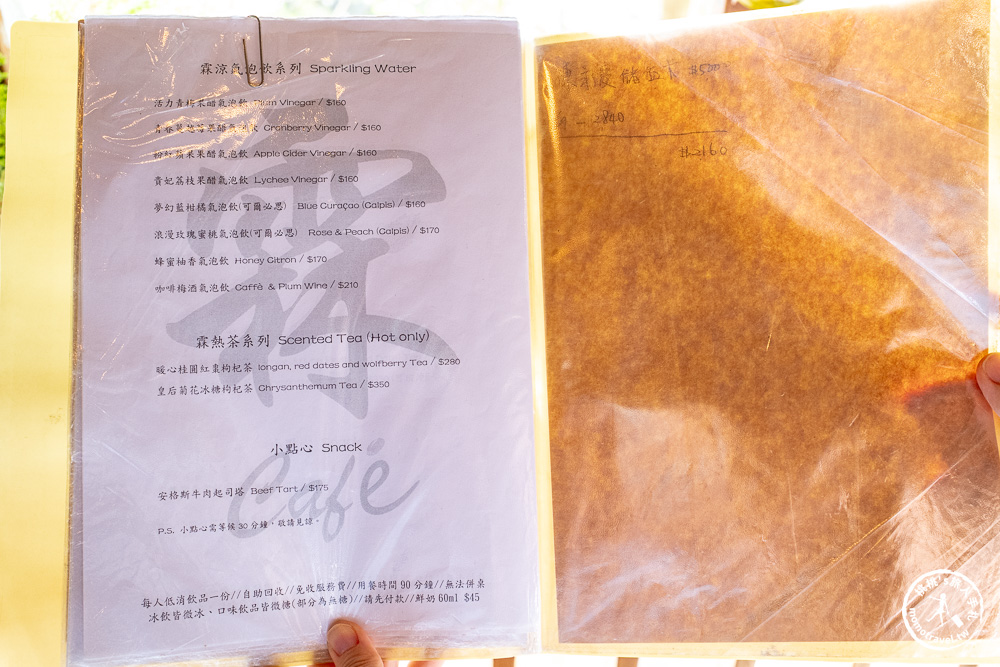 霖涼氣泡飲系列 Sparkling Water
活力青梅果醋氣泡飲 Plum Vinegar / $160
青春蔓越莓果醋氣泡飲 Cranberry Vinegar / $160
粉紅蘋果果醋氣泡飲 Apple Cider Vinegar / $160
貴妃荔枝果醋氣泡飲 Lychee Vinegar / $160
夢幻藍柑橘氣泡飲(可爾必思) Blue Curaçao (Calpis) / $160
浪漫玫瑰蜜桃氣泡飲(可爾必思) Rose & Peach (Calpis) / $170
蜂蜜柚香氣泡飲 Honey Citron / $170
咖啡梅酒氣泡飲 Caffè & Plum Wine / $210
霖熱茶系列 Scented Tea (Hot only)
暖心桂圓紅棗枸杞茶 longan, red dates and wolfberry Tea / $280
皇后菊花冰糖枸杞茶 Chrysanthemum Tea / $350
霖
小點心 Snack
Café
安格斯牛肉起司塔 Beef Tart / $175
P.S. 小點心需等候 30 分鐘，敬請見諒。
每人低消飲品一份//自助回收//免收服務費//用餐時間 90 分鐘//無法併桌
冰飲皆微冰、口味飲品皆微糖(部分為無糖)//請先付款//鮮奶 60ml $45
$500
2840
2160
momotravel.tw